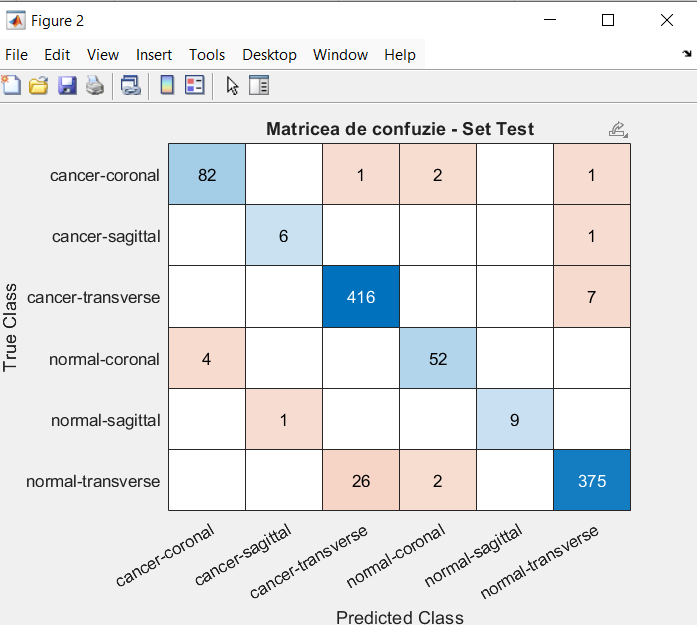 Figure 2
File Edit View Insert Tools Desktop Window Help
Matricea de confuzie - Set Test
True Class
cancer-coronal 82 1 2 1
cancer-sagittal 6 1
cancer-transverse 416 7
normal-coronal 4 52
normal-sagittal 1 9
normal-transverse 26 2 375
cancer-coronal cancer-sagittal cancer-transverse normal-coronal normal-sagittal normal-transverse
Predicted Class